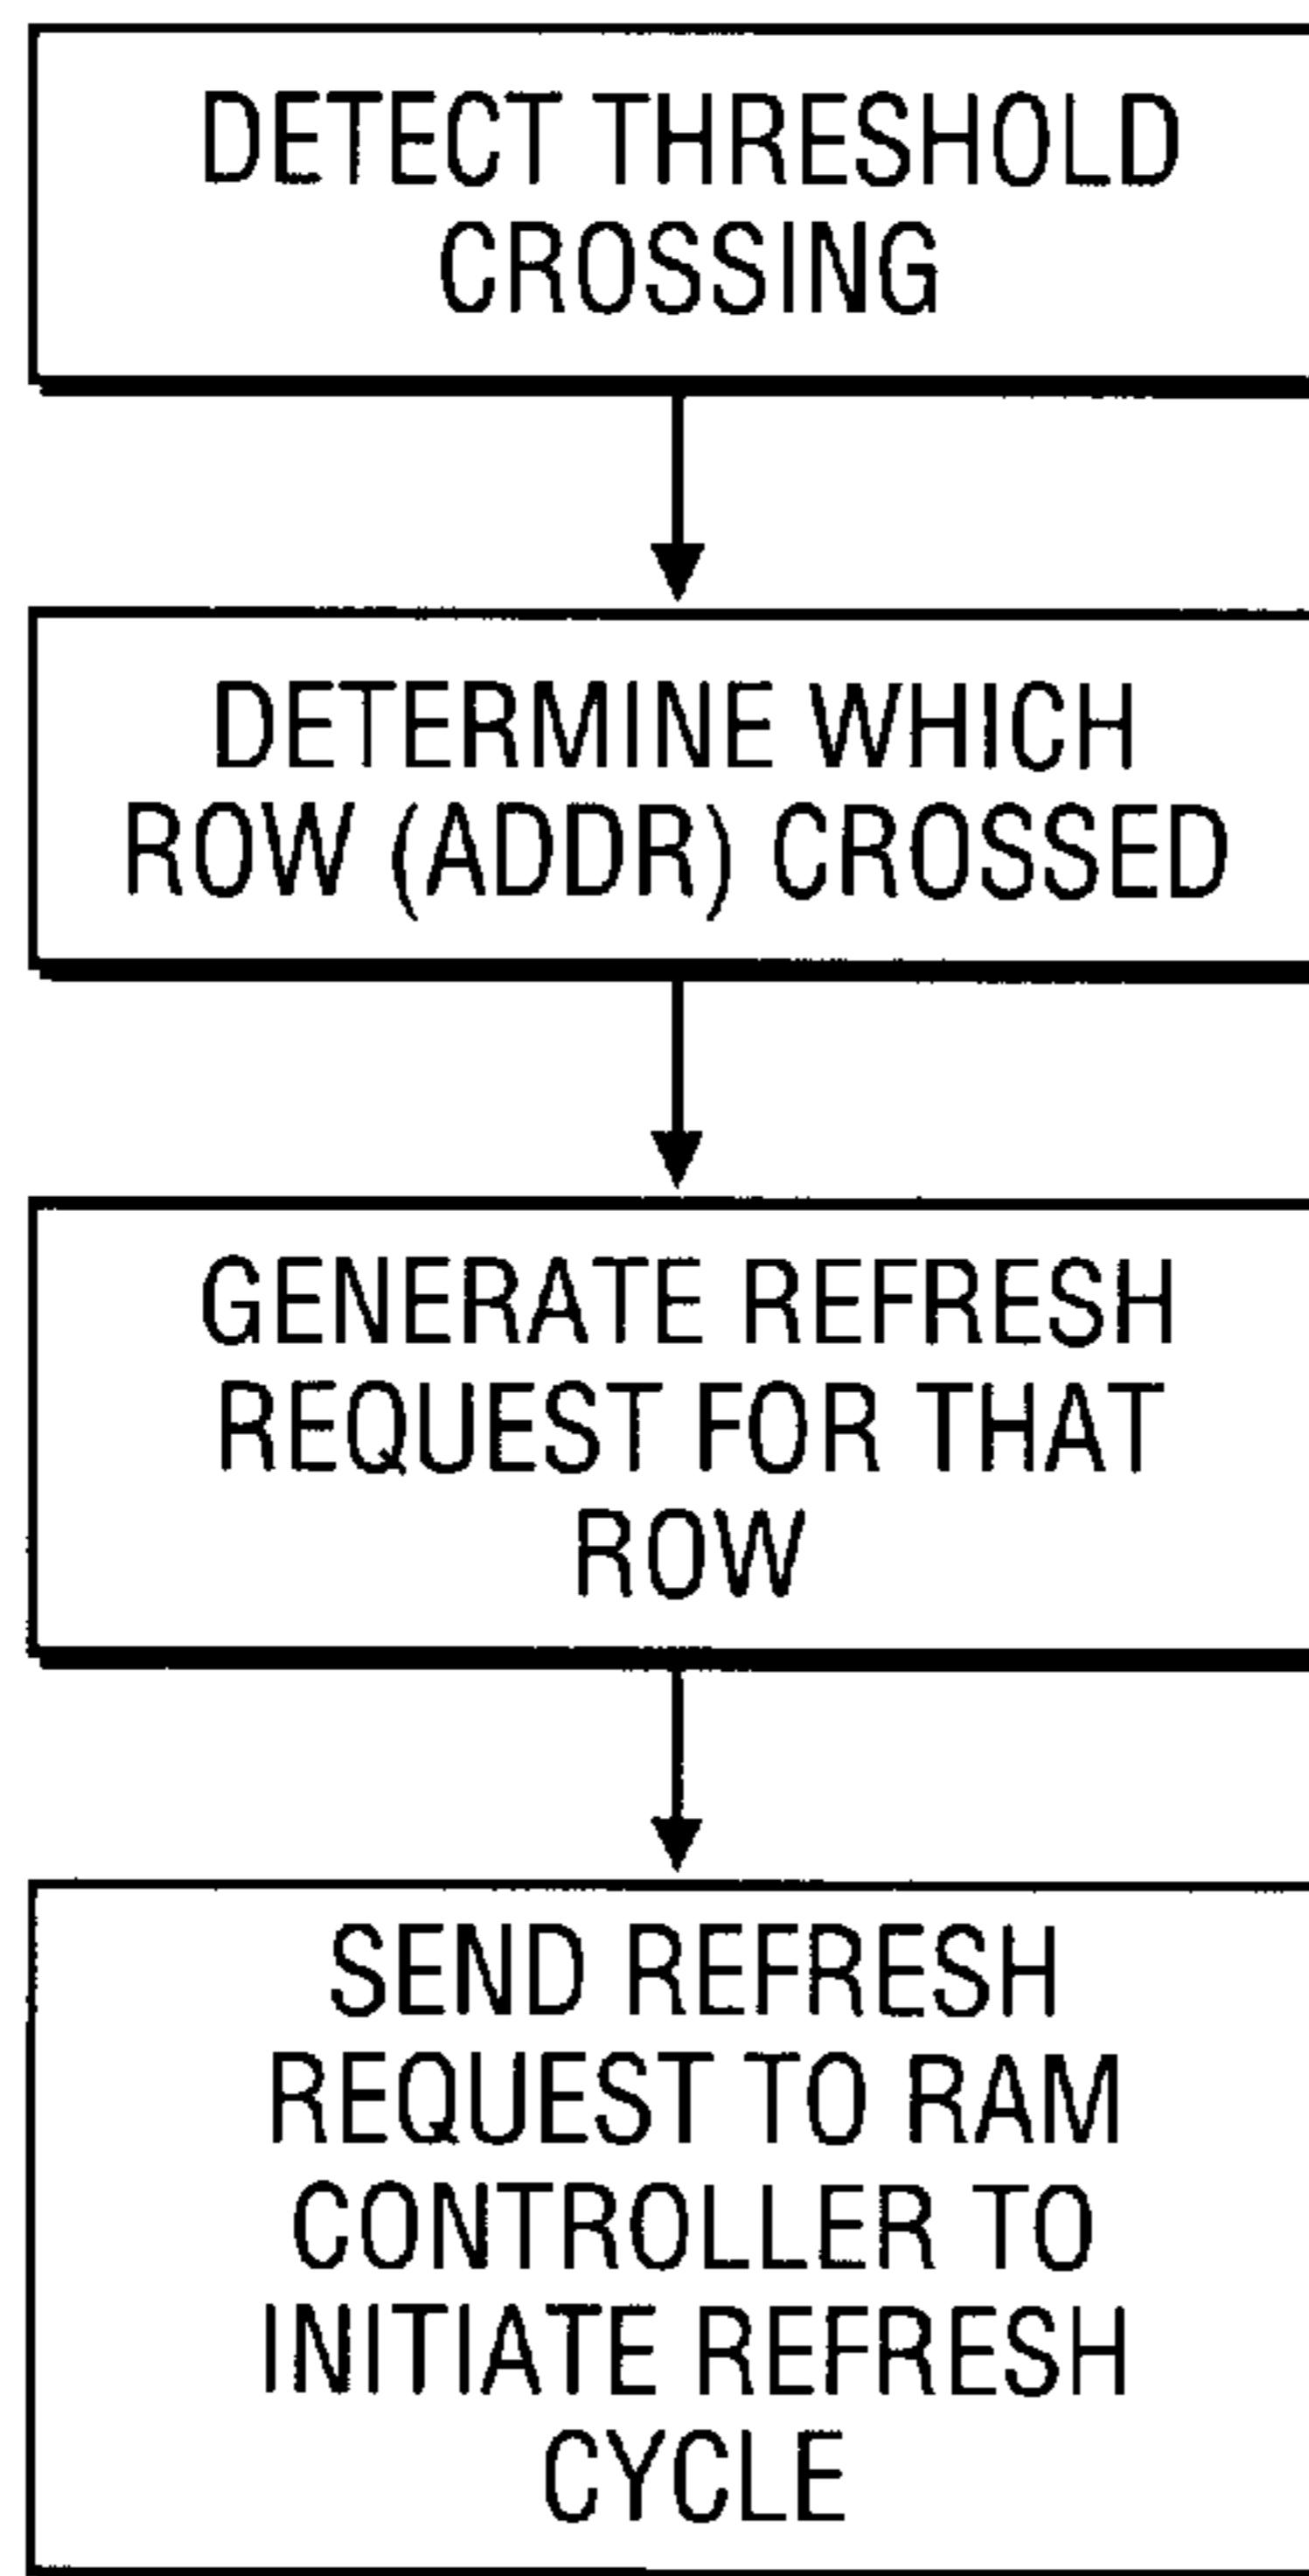 DETECT THRESHOLD
CROSSING
DETERMINE WHICH
ROW (ADDR) CROSSED
GENERATE REFRESH
REQUEST FOR THAT
ROW
SEND REFRESH
REQUEST TO RAM
CONTROLLER TO
INITIATE REFRESH
CYCLE